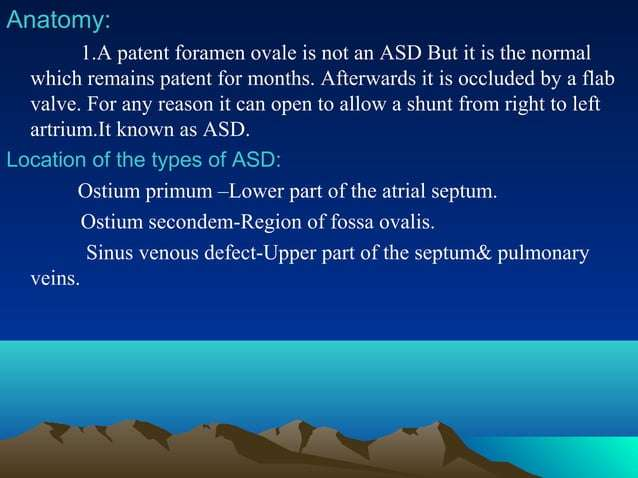 Anatomy:
1.A patent foramen ovale is not an ASD But it is the normal
which remains patent for months. Afterwards it is occluded by a flab
valve. For any reason it can open to allow a shunt from right to left
artrium.It known as ASD.
Location of the types of ASD:
Ostium primum –Lower part of the atrial septum.
Ostium secondem-Region of fossa ovalis.
Sinus venous defect-Upper part of the septum& pulmonary
veins.